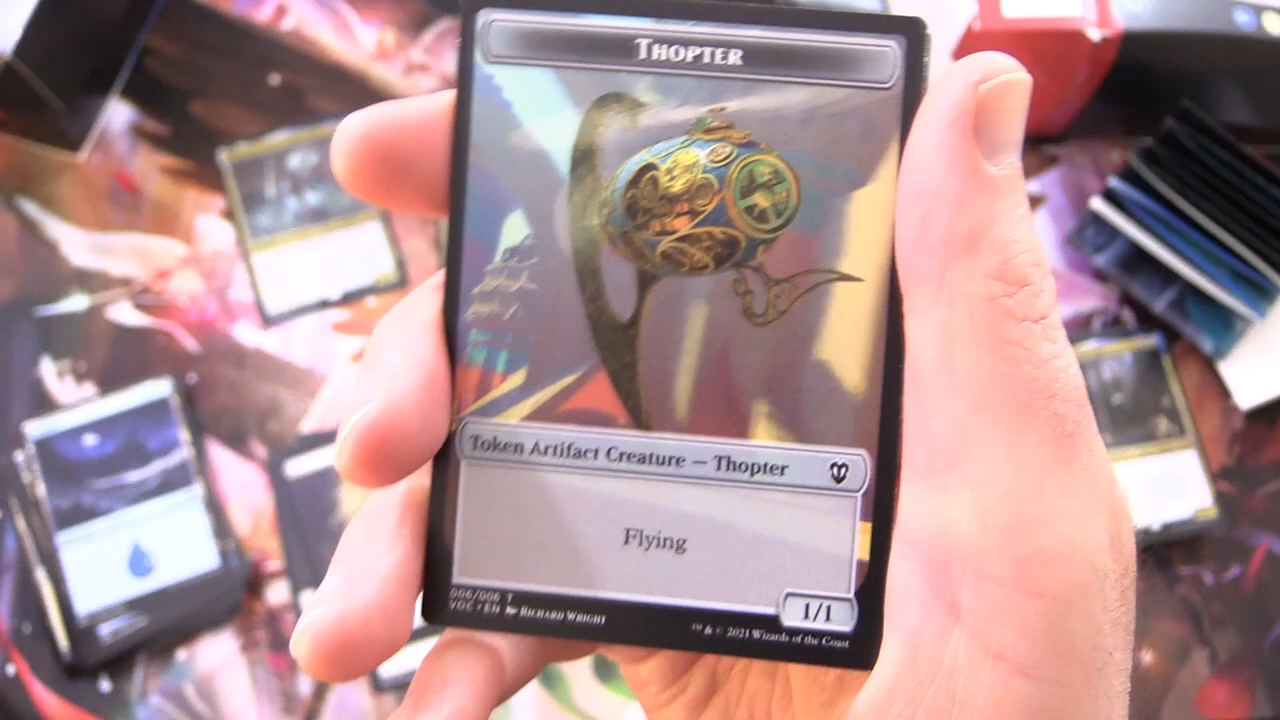 THOPTER
Token Artifact Creature — Thopter
Flying
1/1
006/006 T
VOC • EN RICHARD WRIGHT
™ & © 2021 Wizards of the Coast